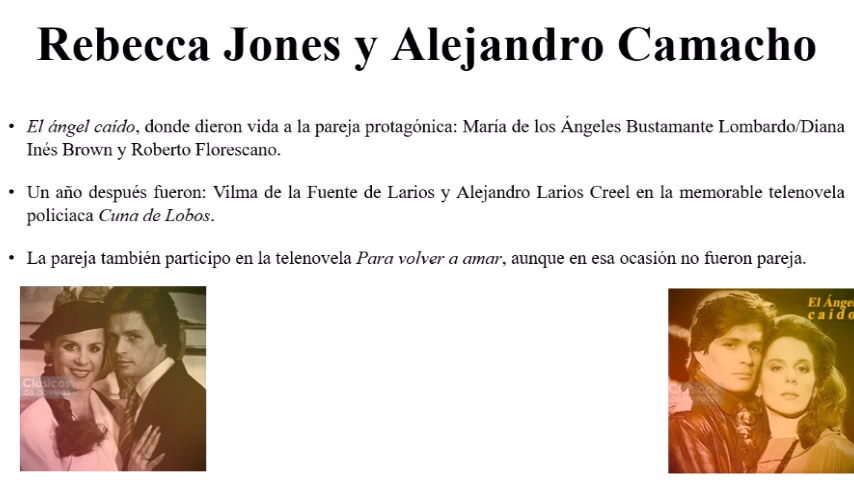 Rebecca Jones y Alejandro Camacho
• El ángel caído, donde dieron vida a la pareja protagónica: María de los Ángeles Bustamante Lombardo/Diana
Inés Brown y Roberto Florescano.
• Un año después fueron: Vilma de la Fuente de Larios y Alejandro Larios Creel en la memorable telenovela
policiaca Cuna de Lobos.
• La pareja también participo en la telenovela Para volver a amar, aunque en esa ocasión no fueron pareja.
Clásicos
de novelas
El Ángel
caído